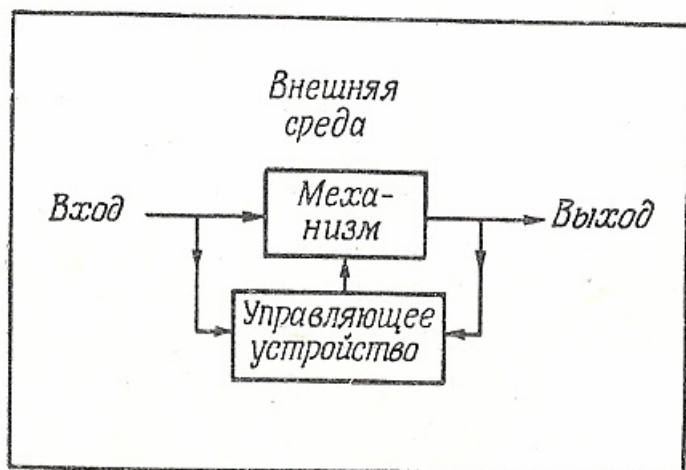 Внешняя
среда
Вход
Меха-
низм
Выход
Управляющее
устройство